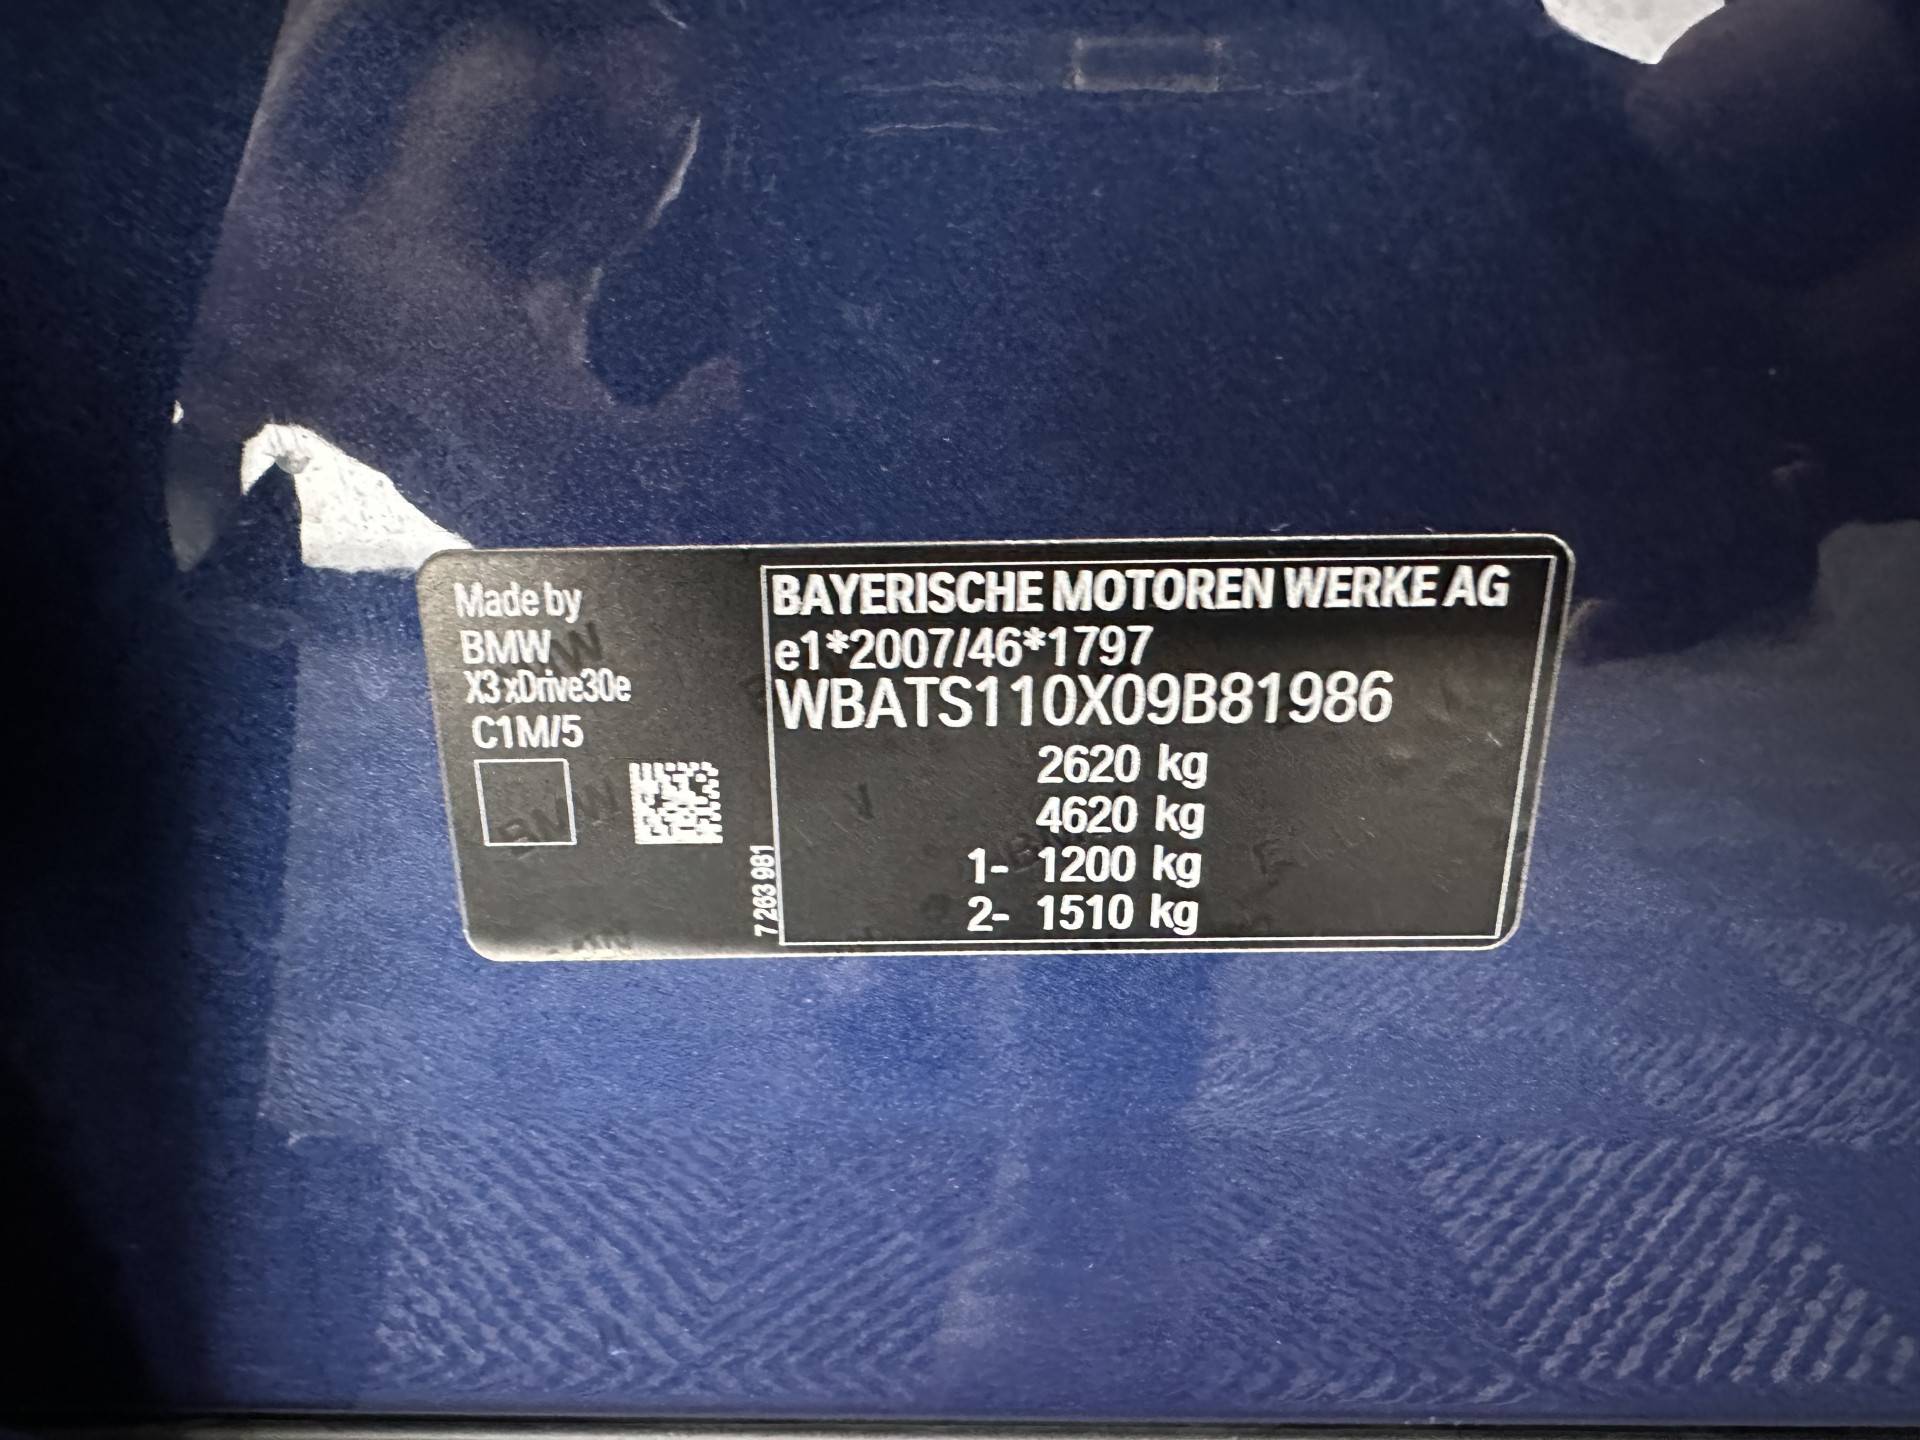 Made by
BMW
X3 xDrive30e
C1M/5
7 263 981
BAYERISCHE MOTOREN WERKE AG
e1*2007/46*1797
WBATS110X09B81986
2620 kg
4620 kg
1- 1200 kg
2- 1510 kg
BMW